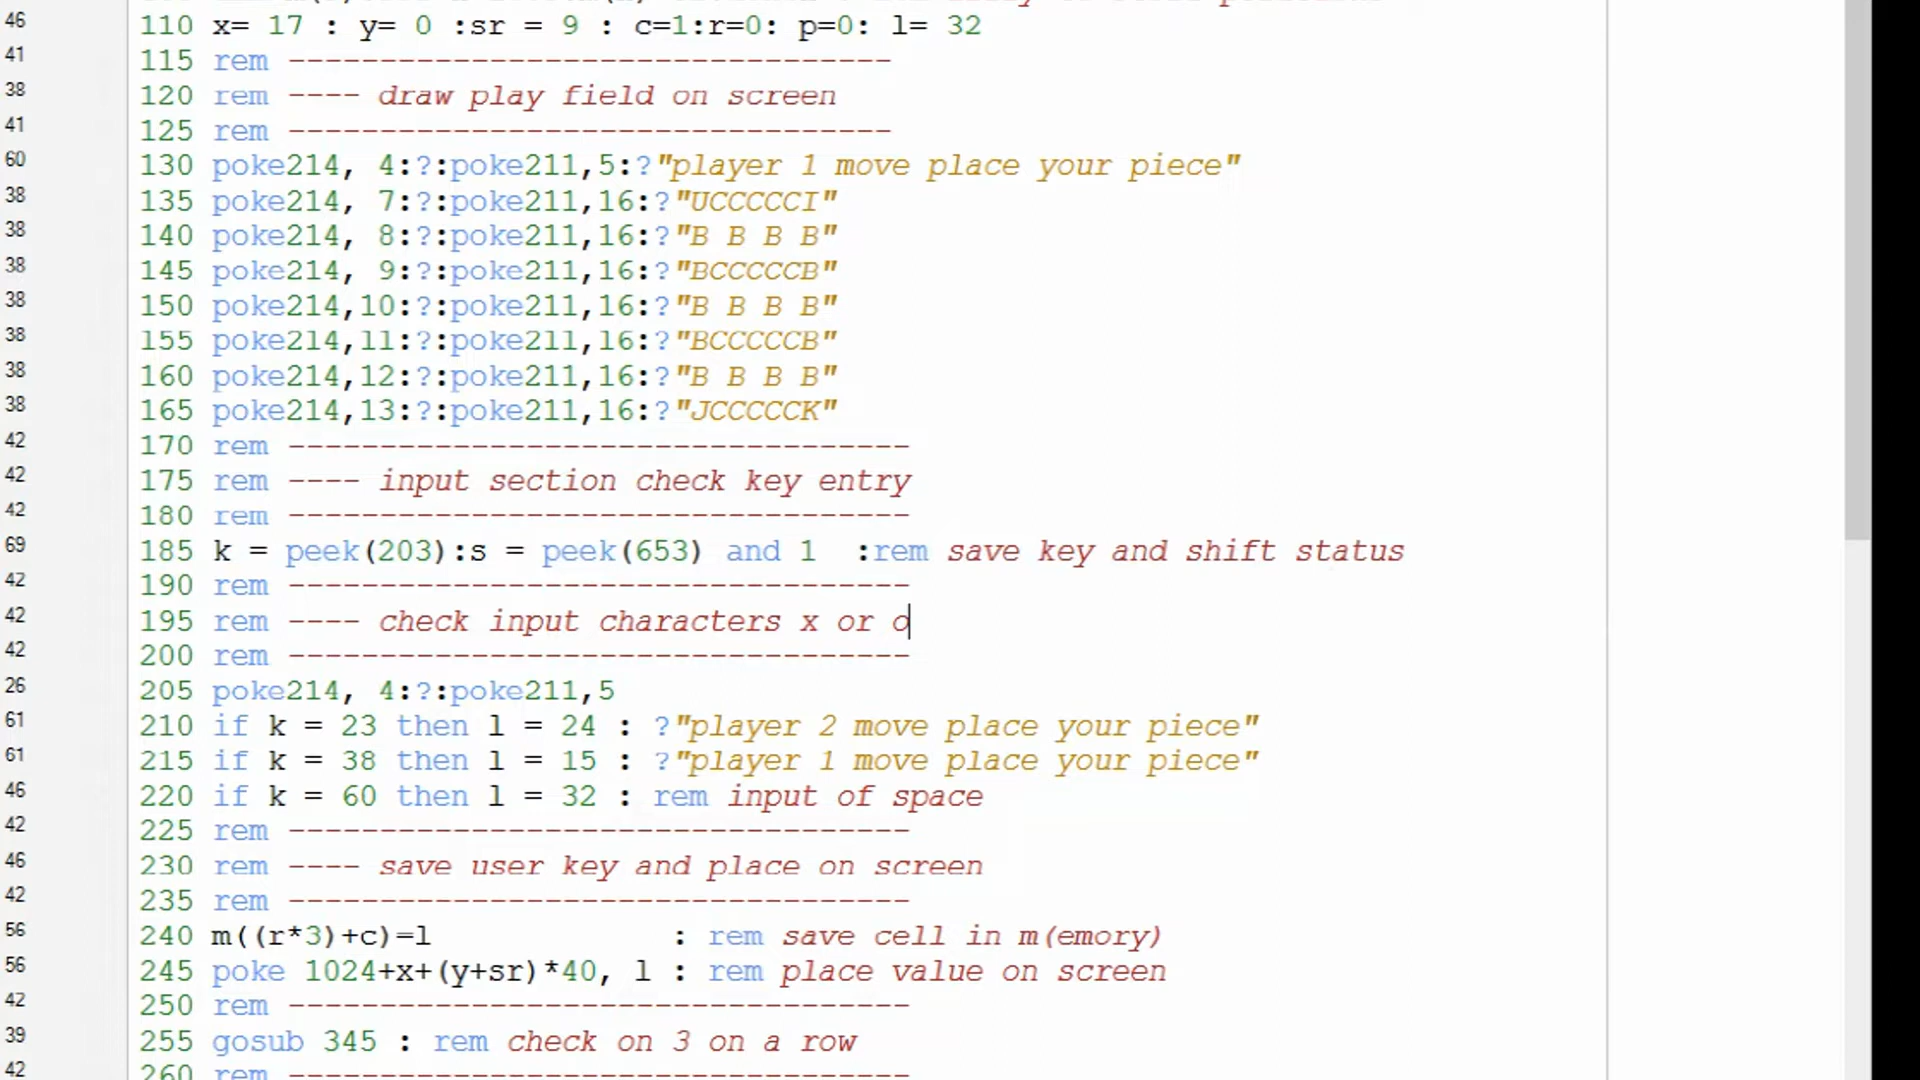 46 110 x= 17 : y= 0 :sr = 9 : c=1:r=0: p=0: l= 32
41 115 rem ---------------------------------
38 120 rem ---- draw play field on screen
41 125 rem ---------------------------------
60 130 poke214, 4:?:poke211,5:?"player 1 move place your piece"
38 135 poke214, 7:?:poke211,16:?"UCCCCCI"
38 140 poke214, 8:?:poke211,16:?"B B B B"
38 145 poke214, 9:?:poke211,16:?"BCCCCCB"
38 150 poke214,10:?:poke211,16:?"B B B B"
38 155 poke214,11:?:poke211,16:?"BCCCCCB"
38 160 poke214,12:?:poke211,16:?"B B B B"
38 165 poke214,13:?:poke211,16:?"JCCCCCK"
42 170 rem ----------------------------------
42 175 rem ---- input section check key entry
42 180 rem ----------------------------------
69 185 k = peek(203):s = peek(653) and 1  :rem save key and shift status
42 190 rem ----------------------------------
42 195 rem ---- check input characters x or o
42 200 rem ----------------------------------
26 205 poke214, 4:?:poke211,5
61 210 if k = 23 then l = 24 : ?"player 2 move place your piece"
61 215 if k = 38 then l = 15 : ?"player 1 move place your piece"
46 220 if k = 60 then l = 32 : rem input of space
42 225 rem ----------------------------------
46 230 rem ---- save user key and place on screen
42 235 rem ----------------------------------
56 240 m((r*3)+c)=l             : rem save cell in m(emory)
56 245 poke 1024+x+(y+sr)*40, l : rem place value on screen
42 250 rem ----------------------------------
39 255 gosub 345 : rem check on 3 on a row
42 260 rem ----------------------------------